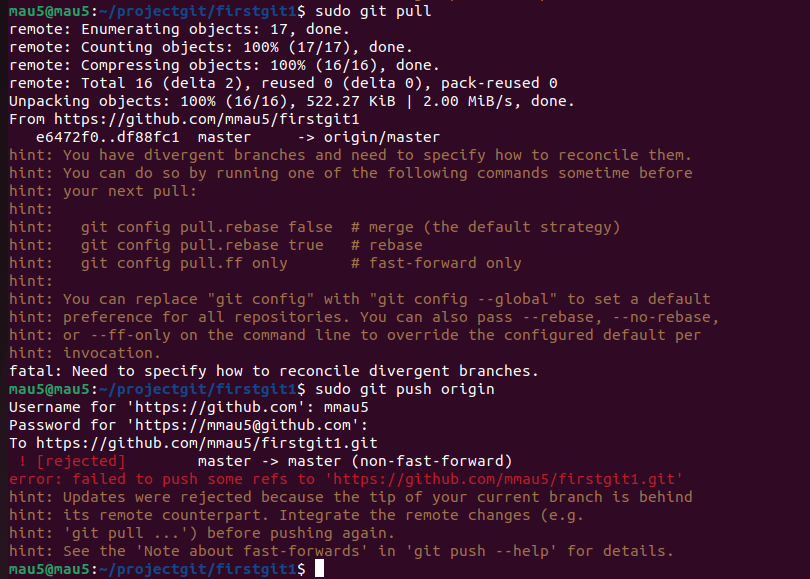 mau5@mau5:~/projectgit/firstgit1$ sudo git pull
remote: Enumerating objects: 17, done.
remote: Counting objects: 100% (17/17), done.
remote: Compressing objects: 100% (16/16), done.
remote: Total 16 (delta 2), reused 0 (delta 0), pack-reused 0
Unpacking objects: 100% (16/16), 522.27 KiB | 2.00 MiB/s, done.
From https://github.com/mmau5/firstgit1
   e6472f0..df88fc1  master     -> origin/master
hint: You have divergent branches and need to specify how to reconcile them.
hint: You can do so by running one of the following commands sometime before
hint: your next pull:
hint:
hint:   git config pull.rebase false  # merge (the default strategy)
hint:   git config pull.rebase true   # rebase
hint:   git config pull.ff only       # fast-forward only
hint:
hint: You can replace "git config" with "git config --global" to set a default
hint: preference for all repositories. You can also pass --rebase, --no-rebase,
hint: or --ff-only on the command line to override the configured default per
hint: invocation.
fatal: Need to specify how to reconcile divergent branches.
mau5@mau5:~/projectgit/firstgit1$ sudo git push origin
Username for 'https://github.com': mmau5
Password for 'https://mmau5@github.com':
To https://github.com/mmau5/firstgit1.git
 ! [rejected]        master -> master (non-fast-forward)
error: failed to push some refs to 'https://github.com/mmau5/firstgit1.git'
hint: Updates were rejected because the tip of your current branch is behind
hint: its remote counterpart. Integrate the remote changes (e.g.
hint: 'git pull ...') before pushing again.
hint: See the 'Note about fast-forwards' in 'git push --help' for details.
mau5@mau5:~/projectgit/firstgit1$